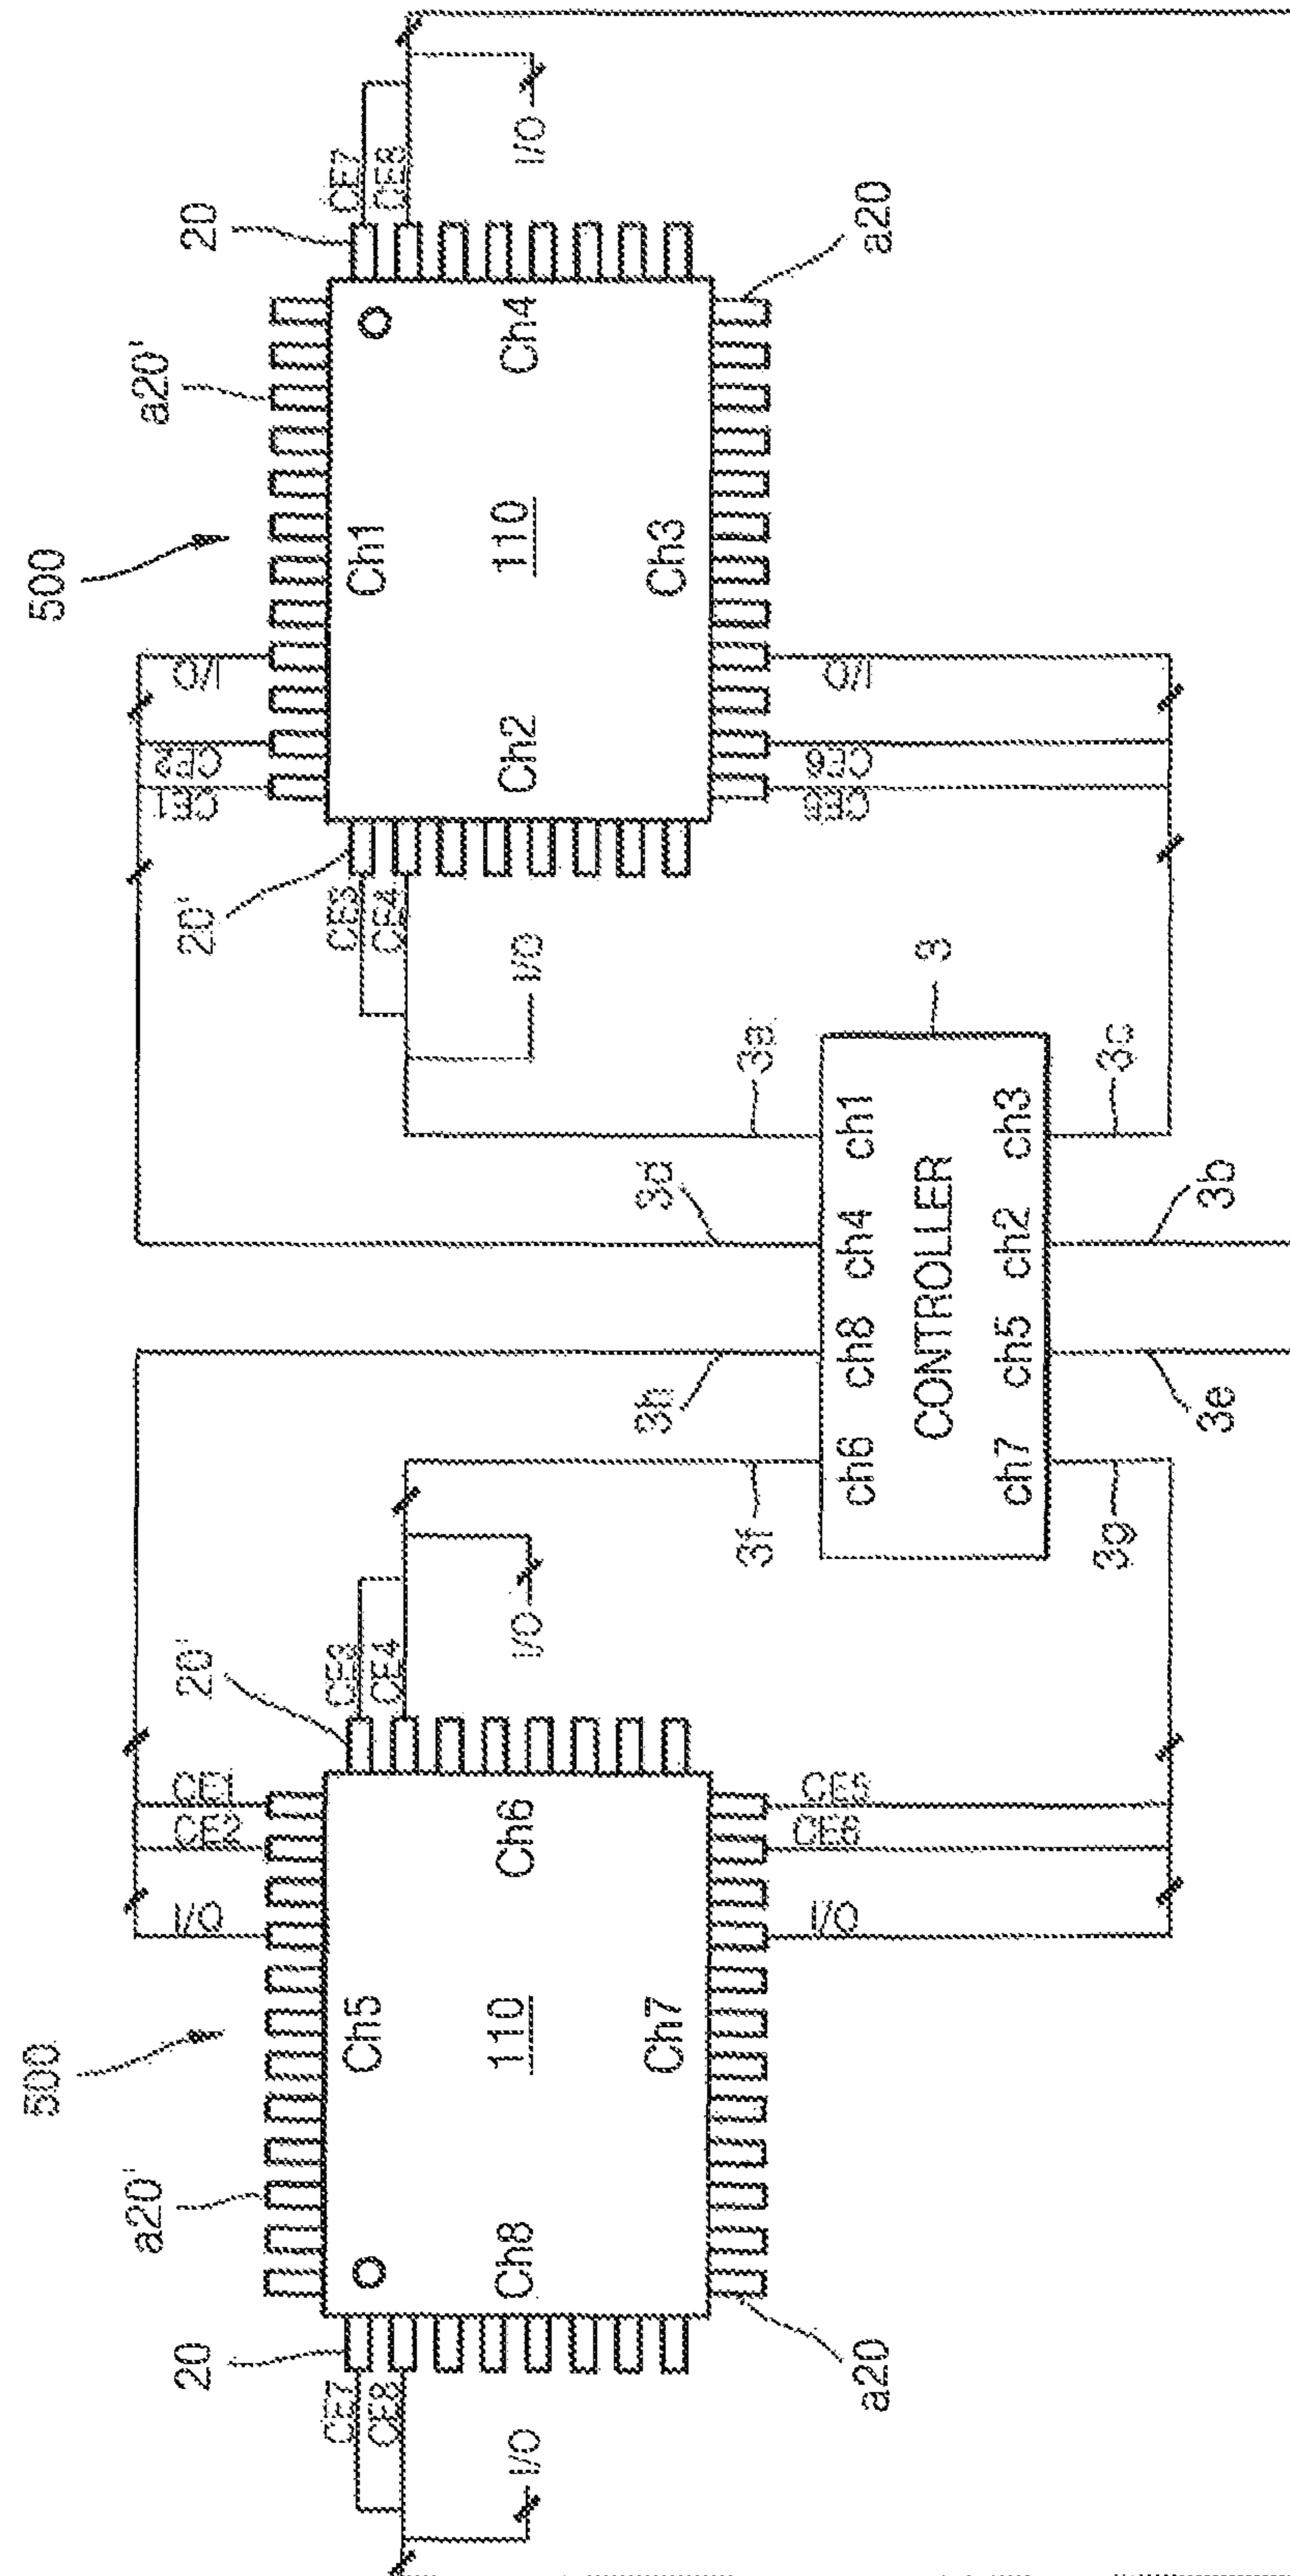 500
500
a20'
a20'
20
20'
20'
20
CE7
CE8
I/O
CE1
CE2
I/O
CE3
CE4
I/O
CE3
CE4
I/O
CE1
CE2
I/O
CE7
CE8
I/O
Ch5
Ch8
110
Ch6
Ch7
Ch1
Ch2
110
Ch4
Ch3
a20
a20
CE5
CE6
I/O
CE5
CE6
I/O
3f
3h
3d
3a
3
ch6 ch8 ch4 ch1
CONTROLLER
ch7 ch5 ch2 ch3
3g
3e
3b
3c